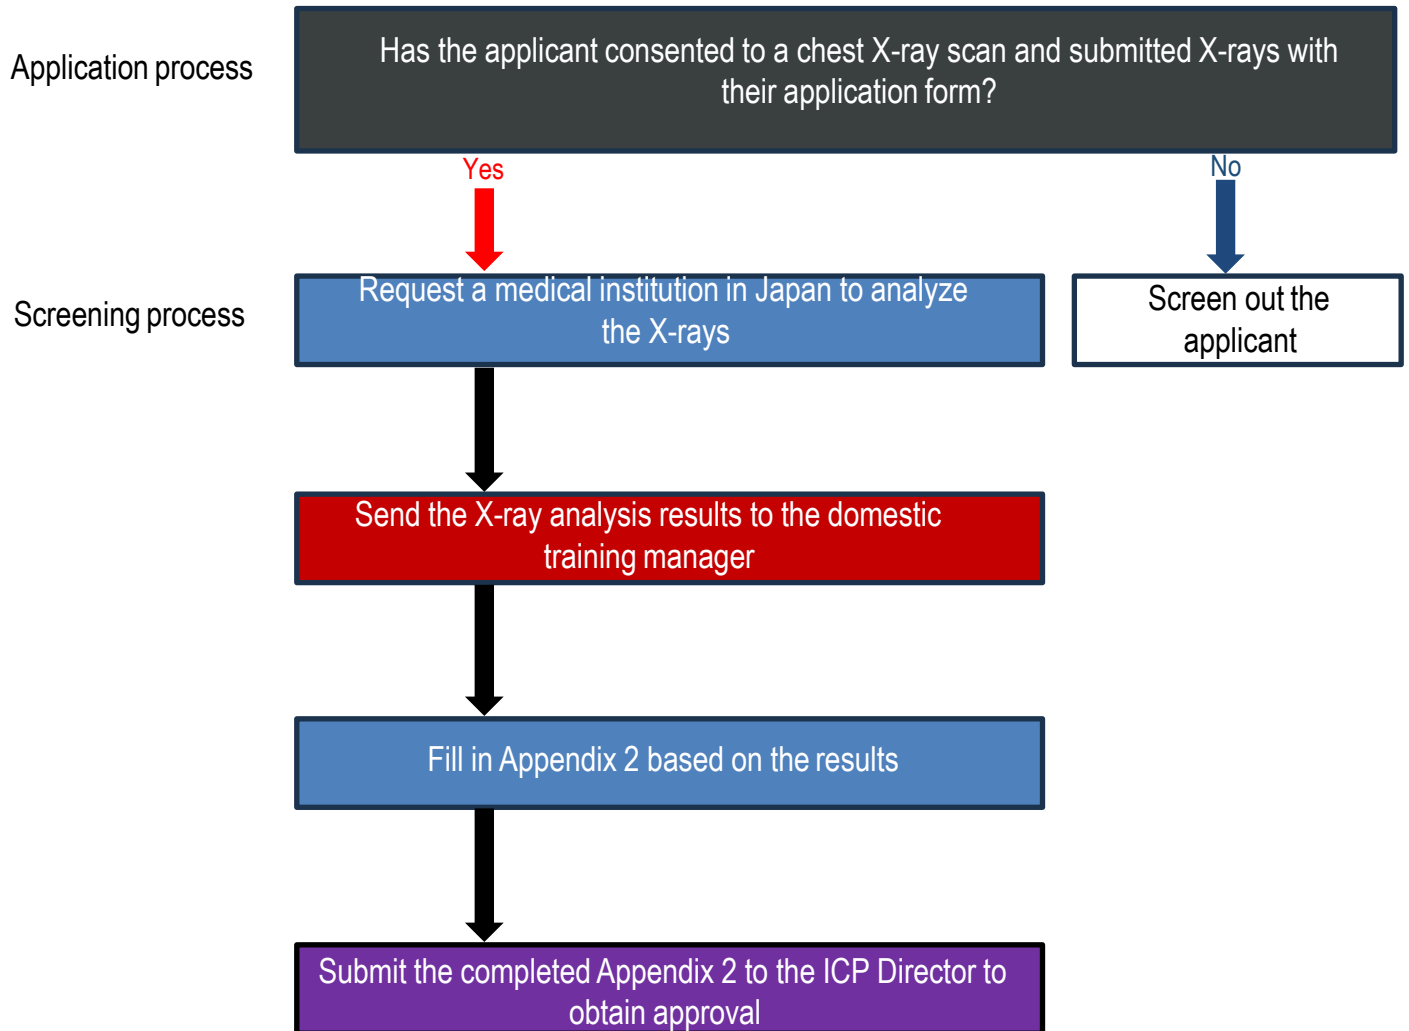 Application process
Has the applicant consented to a chest X-ray scan and submitted X-rays with
their application form?
Yes
No
Screening process
Request a medical institution in Japan to analyze
the X-rays
Screen out the
applicant
Send the X-ray analysis results to the domestic
training manager
Fill in Appendix 2 based on the results
Submit the completed Appendix 2 to the ICP Director to
obtain approval